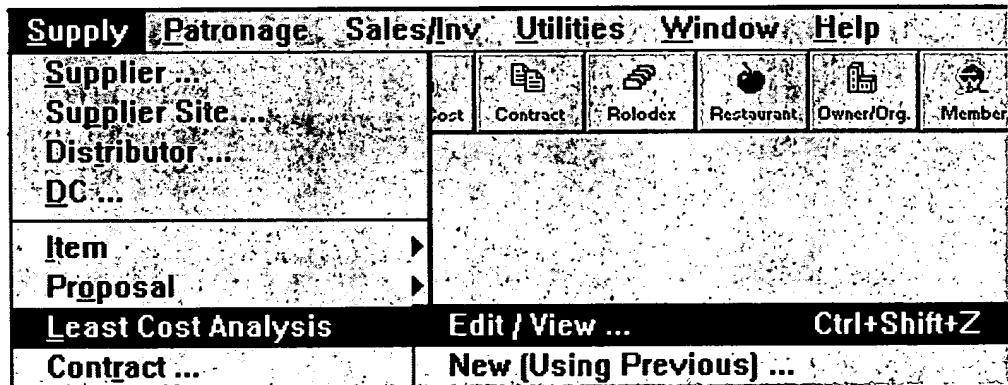 Supply Patronage Sales/Inv Utilities Window Help
Supplier ...
Supplier Site ...
Distributor ...
DC ...
Cost Contract Rolodex Restaurant Owner/Org. Member
Item
Proposal
Least Cost Analysis Edit / View ... Ctrl+Shift+Z
Contract ... New (Using Previous) ...